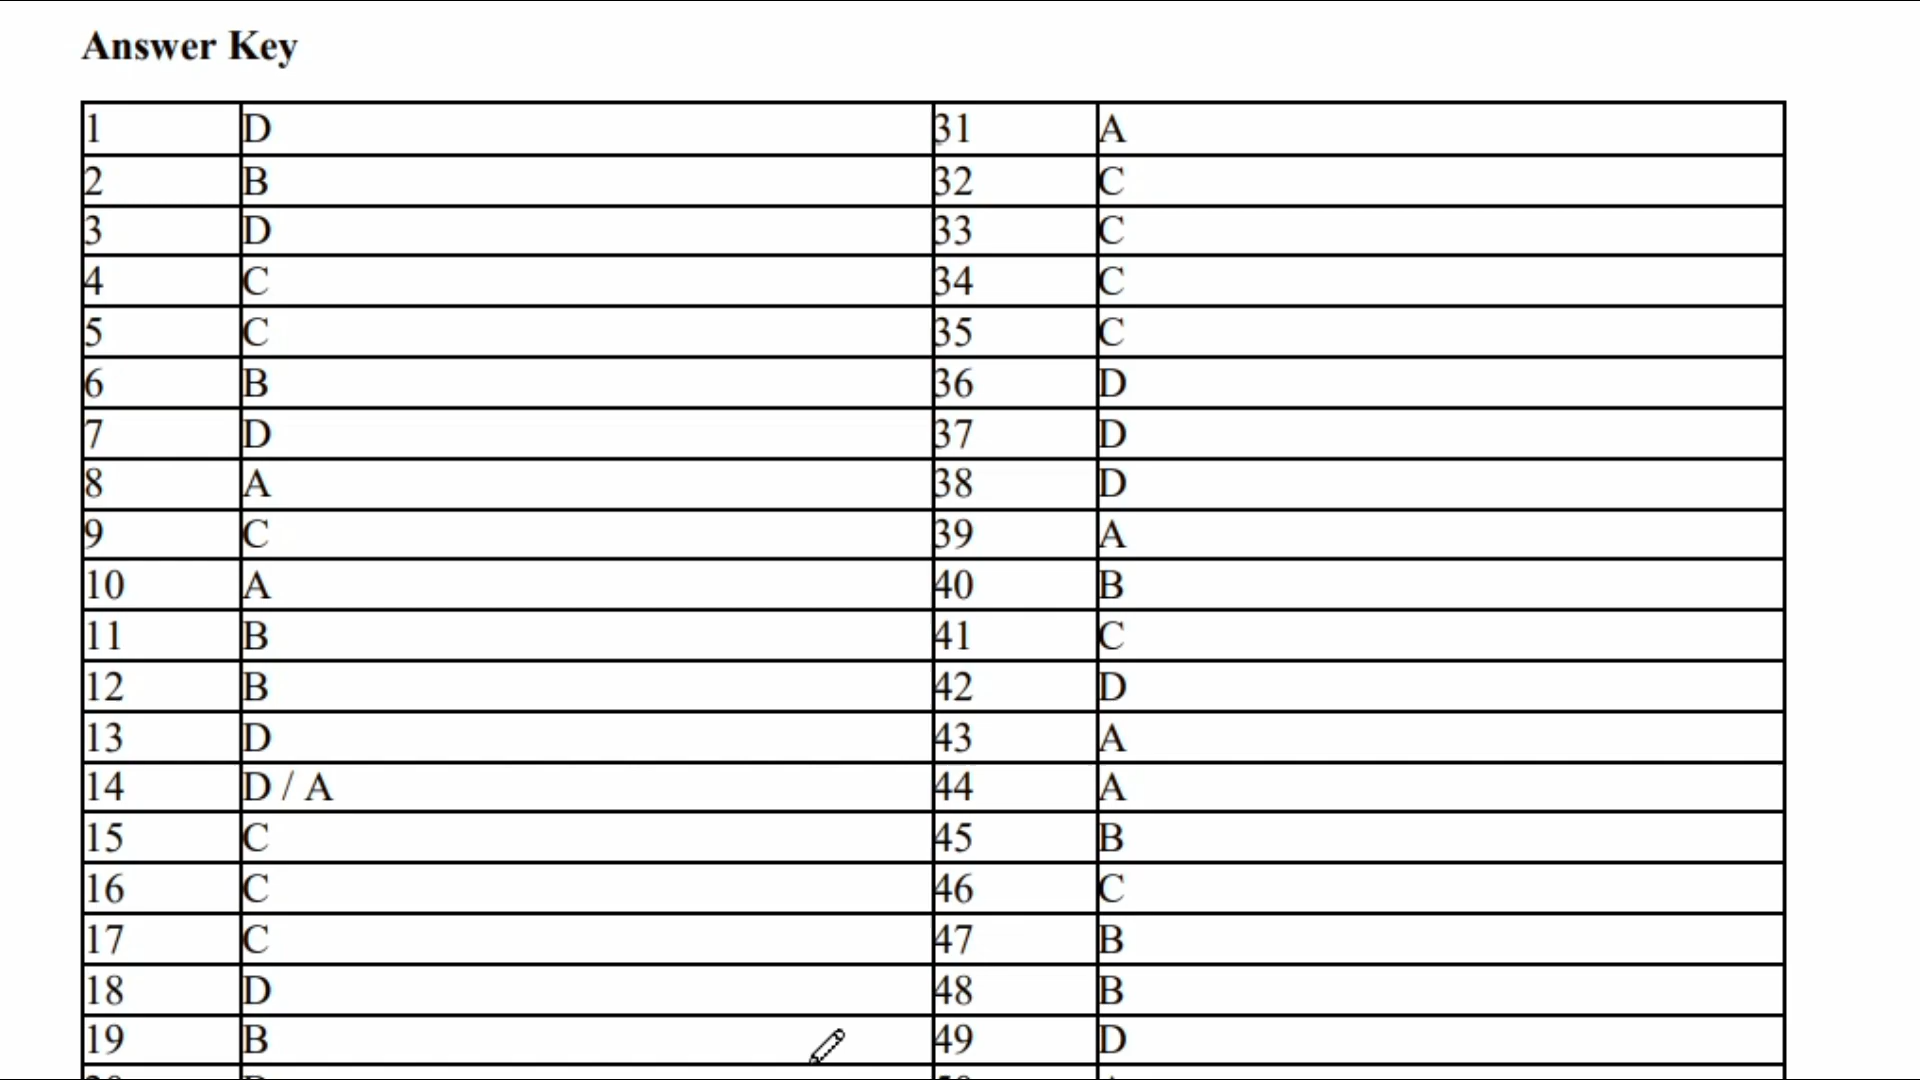 Answer Key
1 D 31 A
2 B 32 C
3 D 33 C
4 C 34 C
5 C 35 C
6 B 36 D
7 D 37 D
8 A 38 D
9 C 39 A
10 A 40 B
11 B 41 C
12 B 42 D
13 D 43 A
14 D / A 44 A
15 C 45 B
16 C 46 C
17 C 47 B
18 D 48 B
19 B 49 D